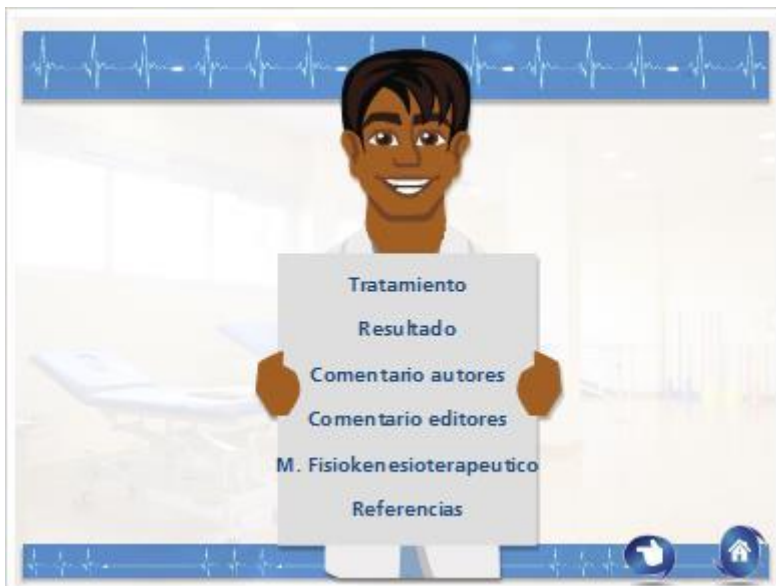 Tratamiento
Resultado
Comentario autores
Comentario editores
M. Fisiokenesioterapeutico
Referencias